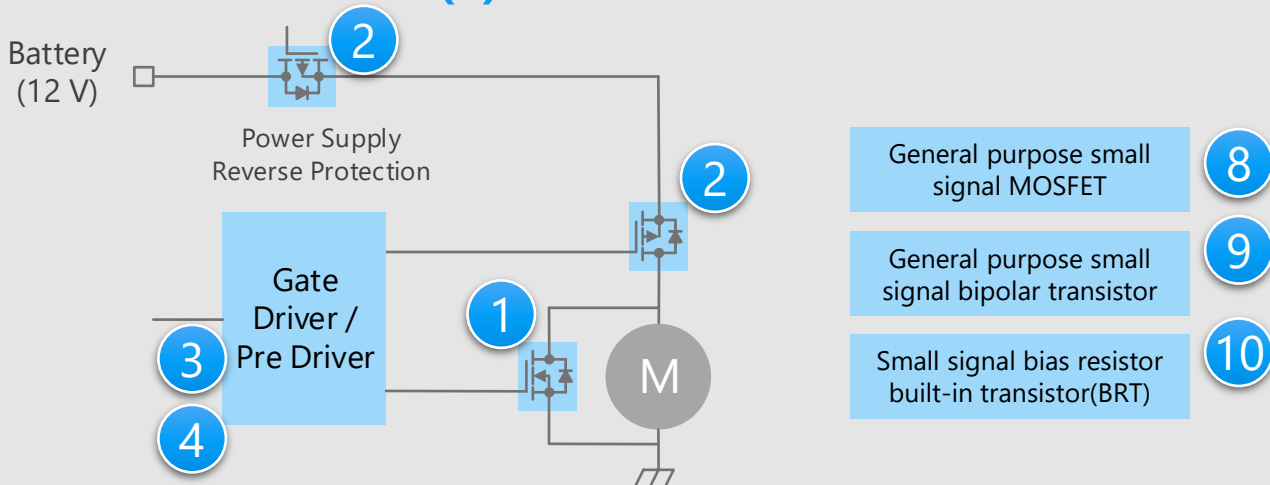 Battery
(12 V)
2
Power Supply
Reverse Protection
2
Gate
Driver /
Pre Driver
1
3
4
M
General purpose small
signal MOSFET
8
General purpose small
signal bipolar transistor
9
Small signal bias resistor
built-in transistor(BRT)
10